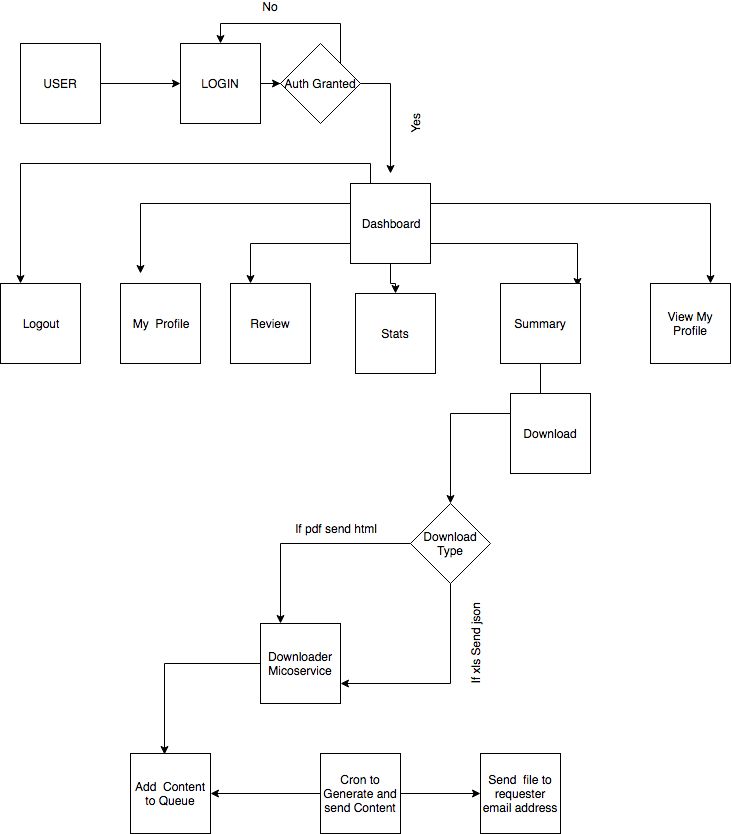 No
USER
LOGIN
Auth Granted
Yes
Dashboard
Logout
My Profile
Review
Stats
Summary
View My
Profile
Download
If pdf send html
Download
Type
If xls Send json
Downloader
Micoservice
Add Content
to Queue
Cron to
Generate and
send Content
Send file to
requester
email address